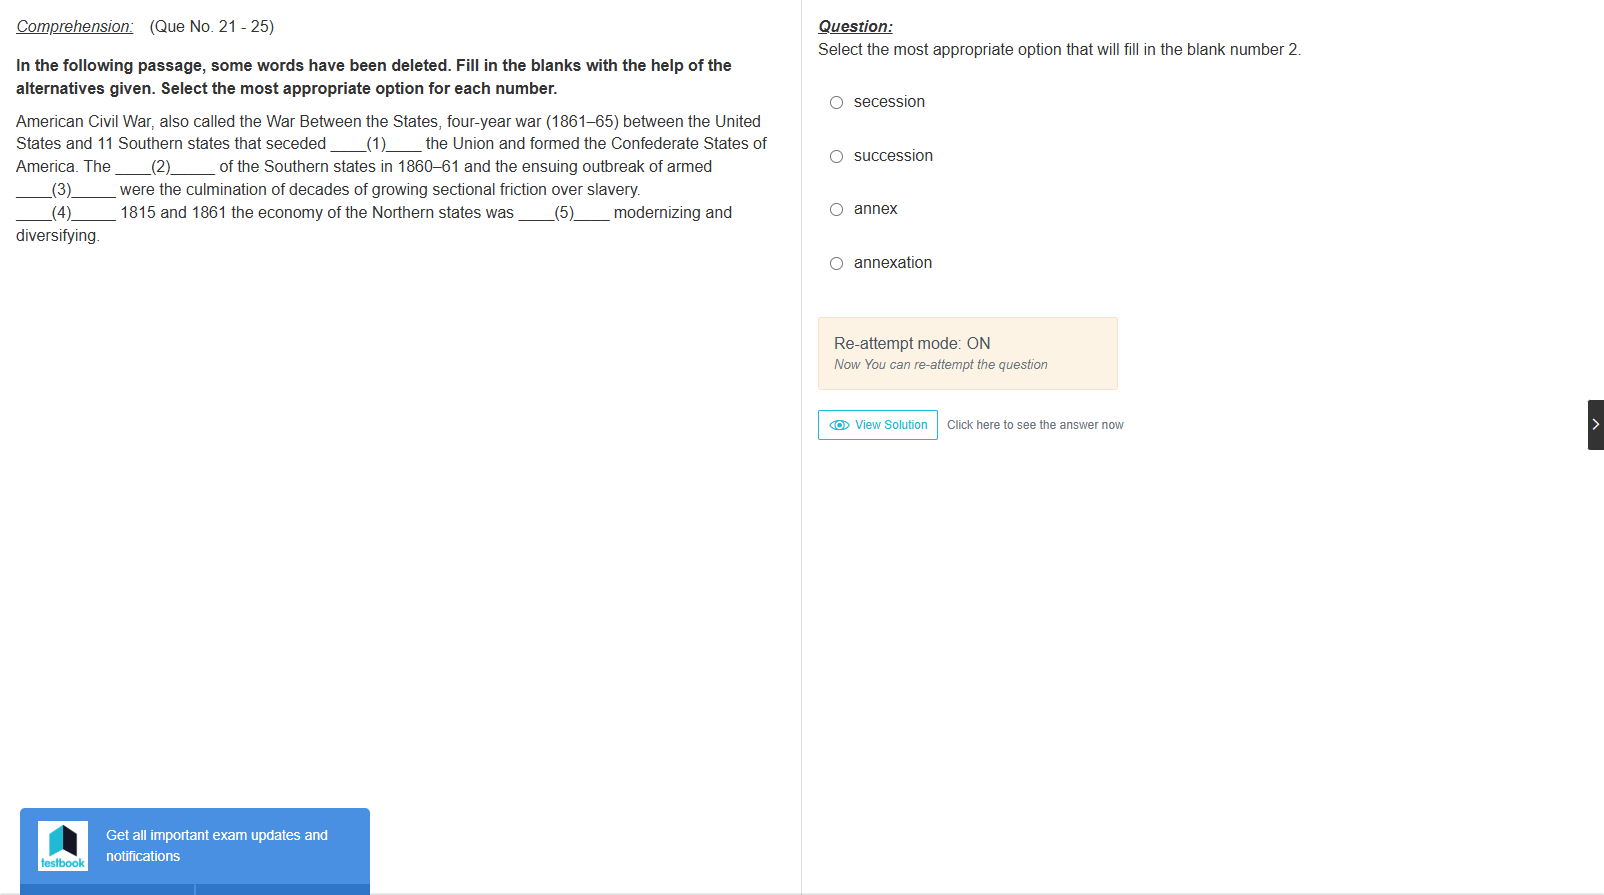 Comprehension: (Que No. 21 - 25)
In the following passage, some words have been deleted. Fill in the blanks with the help of the
alternatives given. Select the most appropriate option for each number.
American Civil War, also called the War Between the States, four-year war (1861–65) between the United
States and 11 Southern states that seceded ____(1)____ the Union and formed the Confederate States of
America. The ____(2)_____ of the Southern states in 1860–61 and the ensuing outbreak of armed
____(3)_____ were the culmination of decades of growing sectional friction over slavery.
____(4)_____ 1815 and 1861 the economy of the Northern states was ____(5)____ modernizing and
diversifying.
Question:
Select the most appropriate option that will fill in the blank number 2.
secession
succession
annex
annexation
Re-attempt mode: ON
Now You can re-attempt the question
View Solution Click here to see the answer now
Get all important exam updates and
notifications
testbook